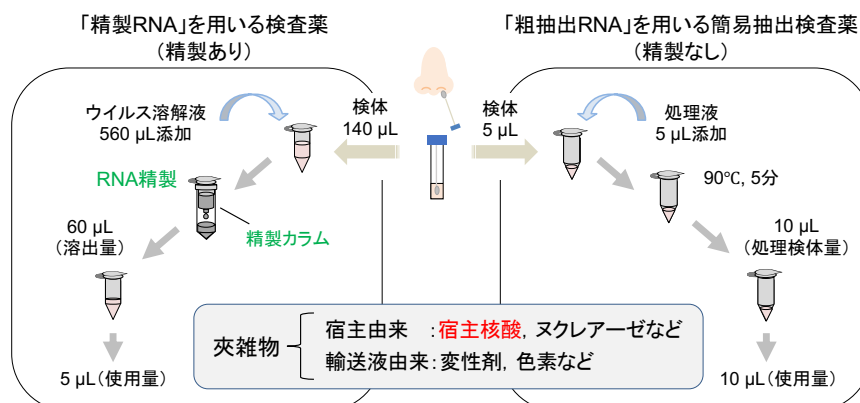 「精製RNA」を用いる検査薬
(精製あり)
「粗抽出RNA」を用いる簡易抽出検査薬
(精製なし)
ウイルス溶解液
560 μL添加
検体
140 μL
検体
5 μL
処理液
5 μL添加
RNA精製
90℃, 5分
60 μL
(溶出量)
精製カラム
10 μL
(処理検体量)
夾雑物
宿主由来 :宿主核酸, ヌクレアーゼなど
輸送液由来:変性剤, 色素など
5 μL(使用量)
10 μL(使用量)